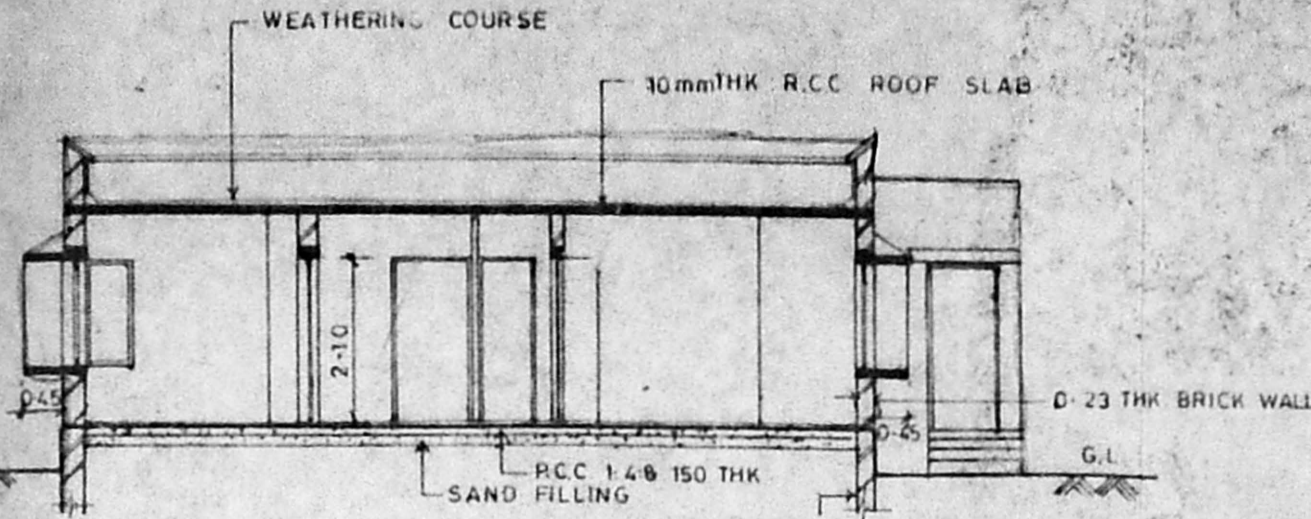 WEATHERING COURSE
10mmTHK R.C.C ROOF SLAB
2-10
0.45
0.23 THK BRICK WALL
0.45
G.L
P.C.C 1:4:8 150 THK
SAND FILLING